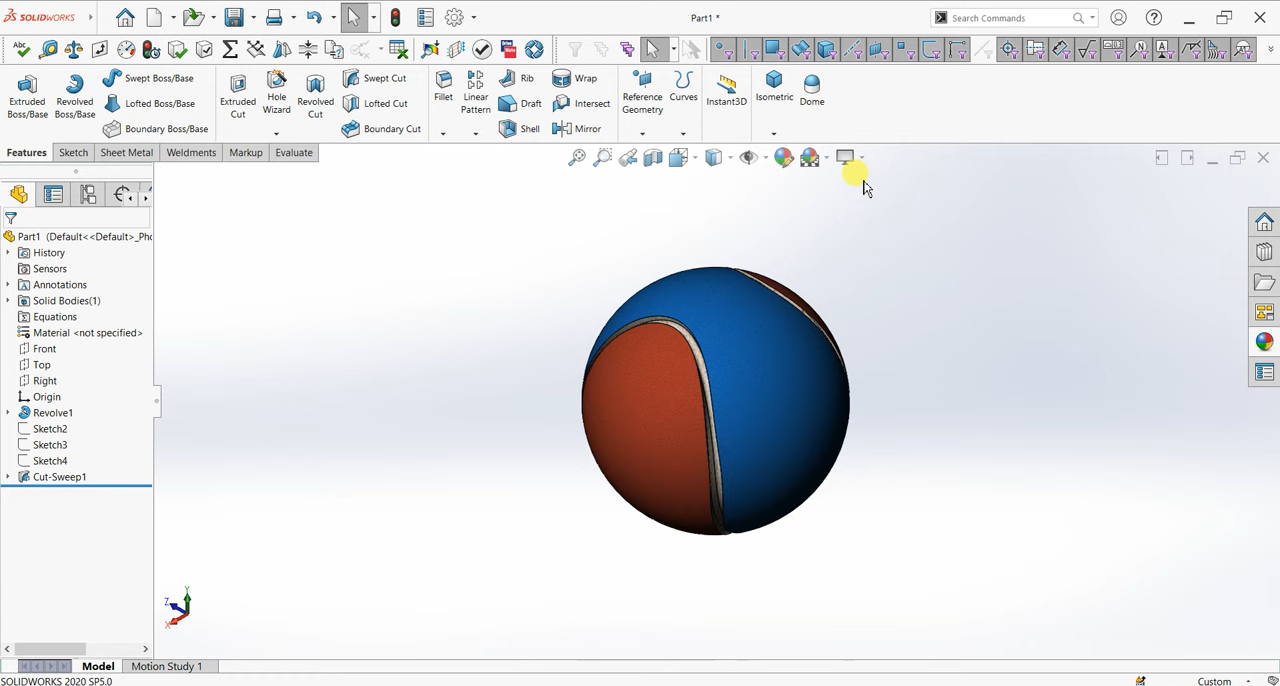 SOLIDWORKS
Part1 *
Search Commands
Extruded Boss/Base
Revolved Boss/Base
Swept Boss/Base
Lofted Boss/Base
Boundary Boss/Base
Extruded Cut
Hole Wizard
Revolved Cut
Swept Cut
Lofted Cut
Boundary Cut
Fillet
Linear Pattern
Rib
Draft
Shell
Wrap
Intersect
Mirror
Reference Geometry
Curves
Instant3D
Isometric
Dome
Features
Sketch
Sheet Metal
Weldments
Markup
Evaluate
Part1 (Default<<Default>_Pho
History
Sensors
Annotations
Solid Bodies(1)
Equations
Material <not specified>
Front
Top
Right
Origin
Revolve1
Sketch2
Sketch3
Sketch4
Cut-Sweep1
Y
Z
X
Model
Motion Study 1
SOLIDWORKS 2020 SP5.0
Custom